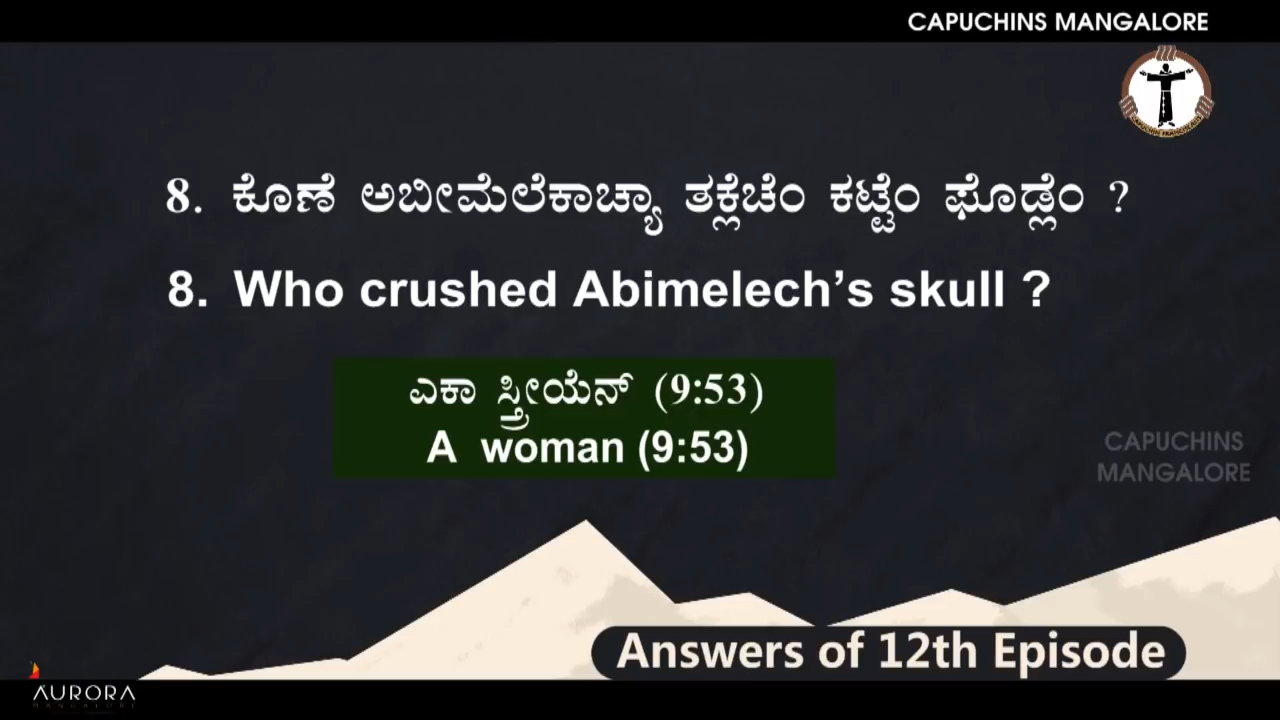 CAPUCHINS MANGALORE
8. ಕೊಣೆ ಅಬೀಮೆಲೆಕಾಚ್ಯಾ ತಕ್ಲೆಚೆಂ ಕಟ್ಟೆಂ ಘೊಡ್ಲೆಂ ?
8. Who crushed Abimelech’s skull ?
ಎಕಾ ಸ್ತ್ರೀಯೆನ್ (9:53)
A woman (9:53)
CAPUCHINS
MANGALORE
Answers of 12th Episode
AURORA
MANGALORE